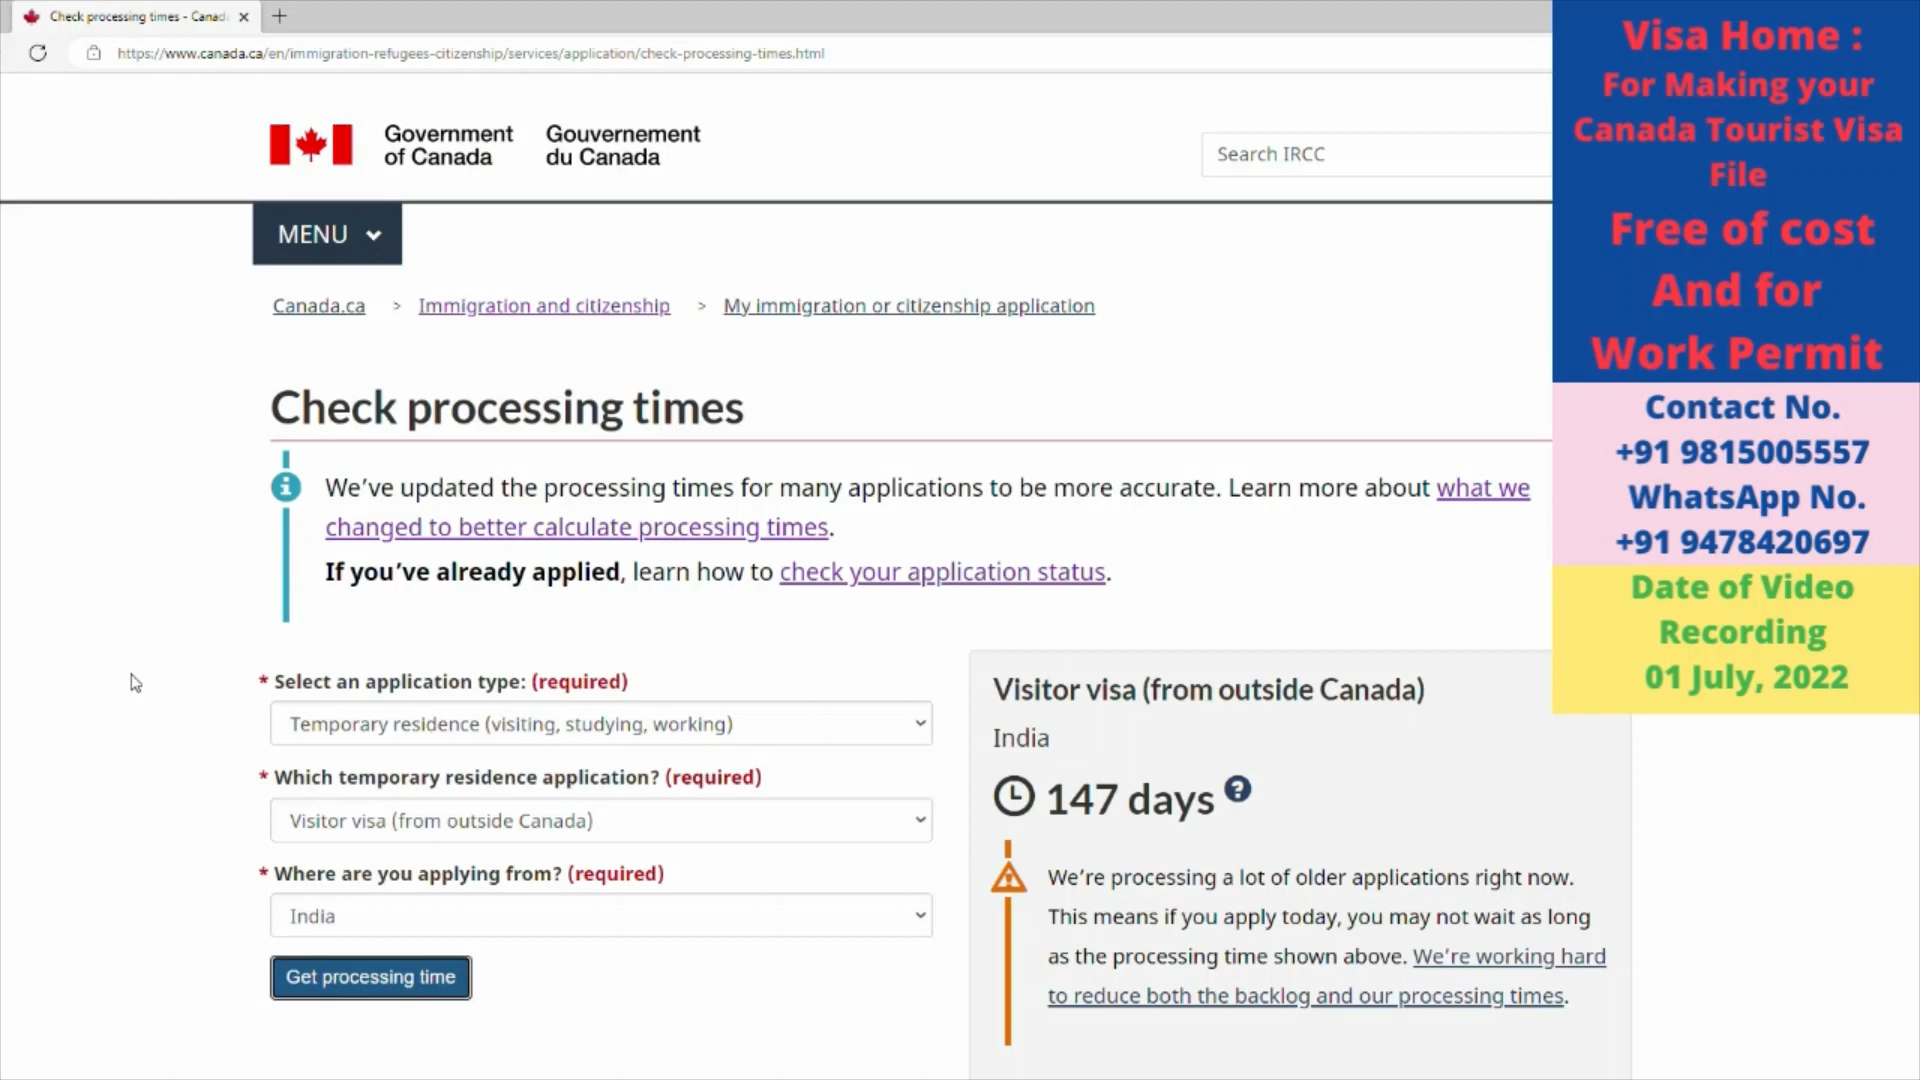 Check processing times - Canad
https://www.canada.ca/en/immigration-refugees-citizenship/services/application/check-processing-times.html
Government of Canada
Gouvernement du Canada
Search IRCC
MENU
Canada.ca > Immigration and citizenship > My immigration or citizenship application
Check processing times
We've updated the processing times for many applications to be more accurate. Learn more about what we
changed to better calculate processing times.
If you've already applied, learn how to check your application status.
* Select an application type: (required)
Temporary residence (visiting, studying, working)
* Which temporary residence application? (required)
Visitor visa (from outside Canada)
* Where are you applying from? (required)
India
Get processing time
Visitor visa (from outside Canada)
India
147 days ?
We're processing a lot of older applications right now.
This means if you apply today, you may not wait as long
as the processing time shown above. We're working hard
to reduce both the backlog and our processing times.
Visa Home :
For Making your
Canada Tourist Visa
File
Free of cost
And for
Work Permit
Contact No.
+91 9815005557
WhatsApp No.
+91 9478420697
Date of Video
Recording
01 July, 2022